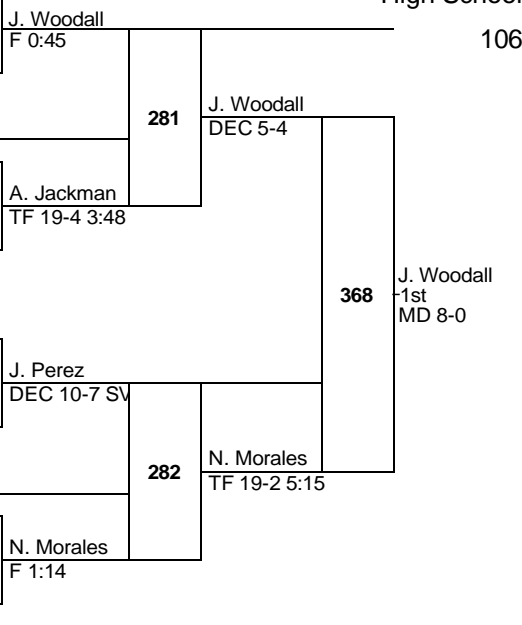 High School
106
J. Woodall
F 0:45
281
J. Woodall
DEC 5-4
A. Jackman
TF 19-4 3:48
368
J. Woodall
1st
MD 8-0
J. Perez
DEC 10-7 SV
282
N. Morales
TF 19-2 5:15
N. Morales
F 1:14